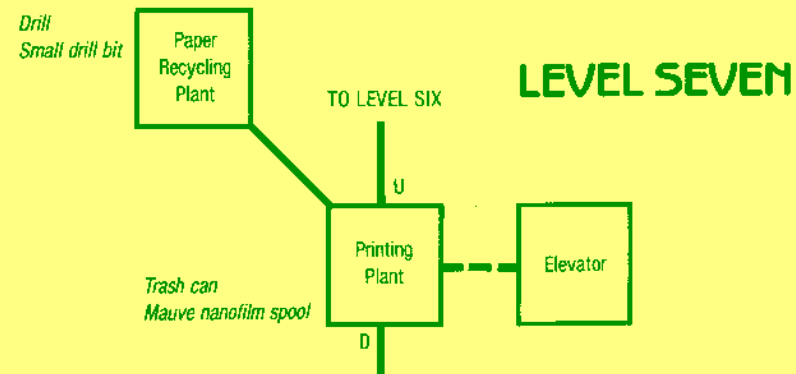 Drill
Small drill bit
Paper
Recycling
Plant
LEVEL SEVEN
TO LEVEL SIX
U
Printing
Plant
Elevator
Trash can
Mauve nanofilm spool
D